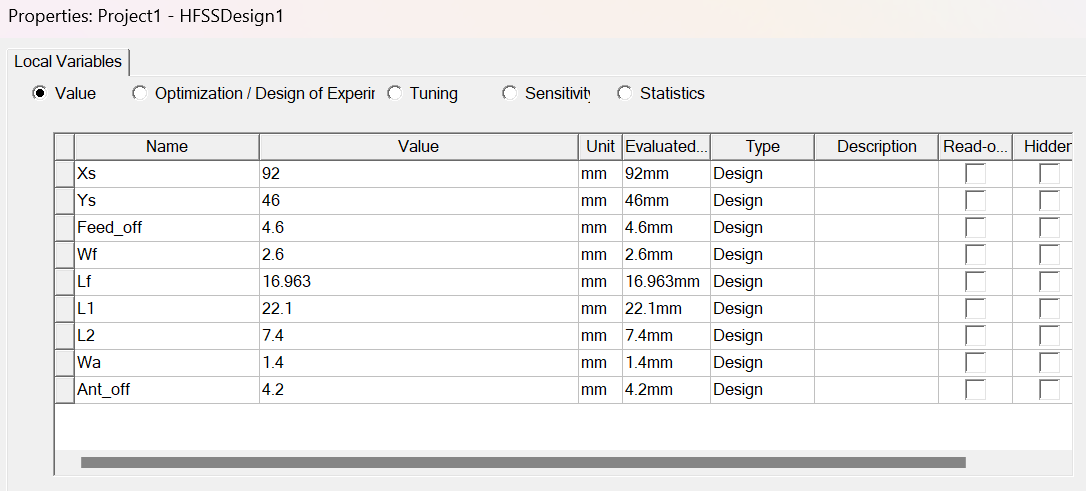 Properties: Project1 - HFSSDesign1
Local Variables
Value Optimization / Design of Experir Tuning Sensitivity Statistics
Name Value Unit Evaluated... Type Description Read-o... Hidden
Xs 92 mm 92mm Design
Ys 46 mm 46mm Design
Feed_off 4.6 mm 4.6mm Design
Wf 2.6 mm 2.6mm Design
Lf 16.963 mm 16.963mm Design
L1 22.1 mm 22.1mm Design
L2 7.4 mm 7.4mm Design
Wa 1.4 mm 1.4mm Design
Ant_off 4.2 mm 4.2mm Design